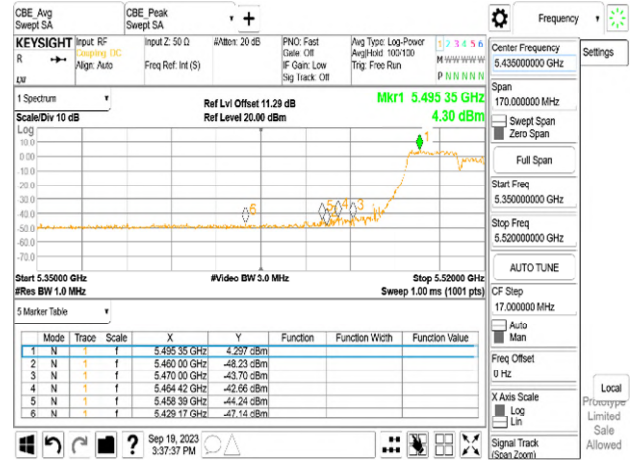 CBE_Avg
Swept SA
CBE_Peak
Swept SA
Frequency
KEYSIGHT
R
Input: RF
Coupling: DC
Align: Auto
Input Z: 50 Ω
Freq Ref: Int (S)
#Atten: 20 dB
PNO: Fast
Gate: Off
IF Gain: Low
Sig Track: Off
Avg Type: Log-Power
Avg|Hold: 100/100
Trig: Free Run
1 2 3 4 5 6
M W W W W W
P N N N N N
1 Spectrum
Scale/Div 10 dB
Ref Lvl Offset 11.29 dB
Ref Level 20.00 dBm
Mkr1 5.495 35 GHz
4.30 dBm
Log
10.0
0.00
-10.0
-20.0
-30.0
-40.0
-50.0
-60.0
-70.0
1
6
5
4
3
Start 5.35000 GHz
#Res BW 1.0 MHz
#Video BW 3.0 MHz
Stop 5.52000 GHz
Sweep 1.00 ms (1001 pts)
5 Marker Table
Mode Trace Scale X Y Function Function Width Function Value
1 N 1 f 5.495 35 GHz 4.297 dBm
2 N 1 f 5.460 00 GHz -48.23 dBm
3 N 1 f 5.470 00 GHz -43.70 dBm
4 N 1 f 5.464 42 GHz -42.66 dBm
5 N 1 f 5.458 39 GHz -44.24 dBm
6 N 1 f 5.429 17 GHz -47.14 dBm
Sep 19, 2023
3:37:37 PM
Center Frequency
5.435000000 GHz
Settings
Span
170.000000 MHz
Swept Span
Zero Span
Full Span
Start Freq
5.350000000 GHz
Stop Freq
5.520000000 GHz
AUTO TUNE
CF Step
17.000000 MHz
Auto
Man
Freq Offset
0 Hz
X Axis Scale
Log
Lin
Signal Track
(Span Zoom)
Local
Prototype
Limited
Sale
Allowed